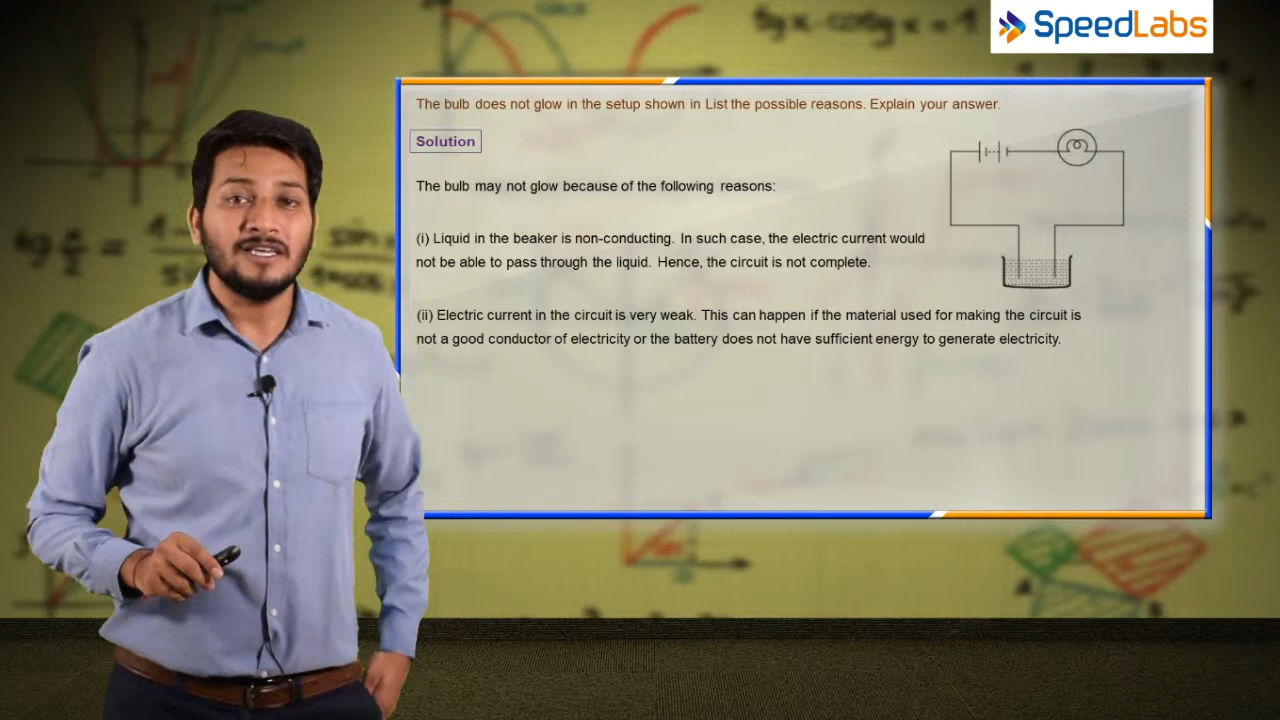 SpeedLabs
The bulb does not glow in the setup shown in List the possible reasons. Explain your answer.
Solution
The bulb may not glow because of the following reasons:
(i) Liquid in the beaker is non-conducting. In such case, the electric current would
not be able to pass through the liquid. Hence, the circuit is not complete.
(ii) Electric current in the circuit is very weak. This can happen if the material used for making the circuit is
not a good conductor of electricity or the battery does not have sufficient energy to generate electricity.